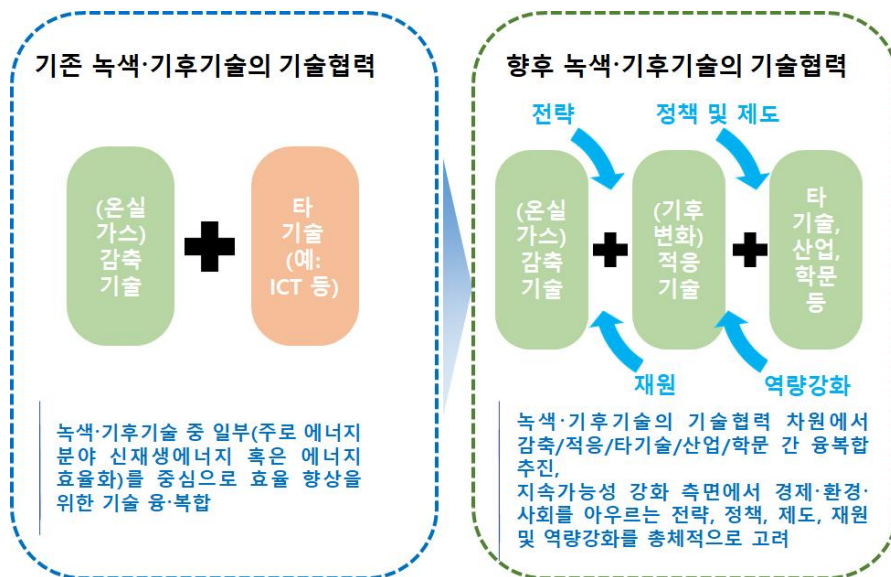 기존 녹색·기후기술의 기술협력
(온실
가스)
감축
기술
타
기술
(예:
ICT 등)
녹색·기후기술 중 일부(주로 에너지
분야 신재생에너지 혹은 에너지
효율화)를 중심으로 효율 향상을
위한 기술 융·복합
향후 녹색·기후기술의 기술협력
전략
정책 및 제도
(온실
가스)
감축
기술
(기후
변화)
적응
기술
타
기술,
산업,
학문
등
재원
역량강화
녹색·기후기술의 기술협력 차원에서
감축/적응/타기술/산업/학문 간 융복합
추진,
지속가능성 강화 측면에서 경제·환경·
사회를 아우르는 전략, 정책, 제도, 재원
및 역량강화를 총체적으로 고려